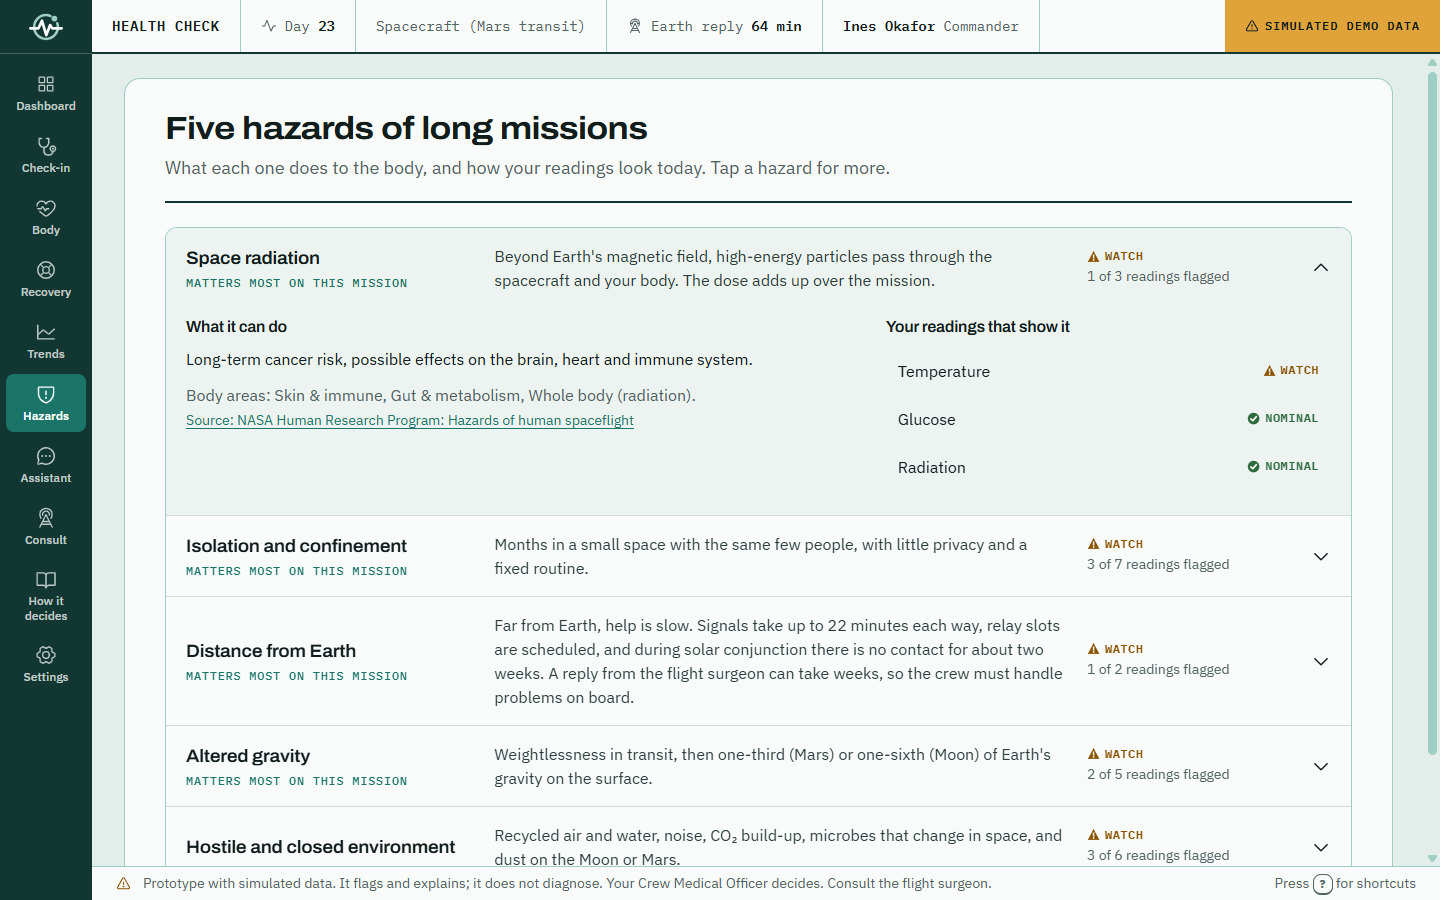 HEALTH CHECK
Day 23
Spacecraft (Mars transit)
Earth reply 64 min
Ines Okafor Commander
SIMULATED DEMO DATA
Dashboard
Check-in
Body
Recovery
Trends
Hazards
Assistant
Consult
How it
decides
Settings
Five hazards of long missions
What each one does to the body, and how your readings look today. Tap a hazard for more.
Space radiation
MATTERS MOST ON THIS MISSION
Beyond Earth's magnetic field, high-energy particles pass through the
spacecraft and your body. The dose adds up over the mission.
WATCH
1 of 3 readings flagged
What it can do
Long-term cancer risk, possible effects on the brain, heart and immune system.
Body areas: Skin & immune, Gut & metabolism, Whole body (radiation).
Source: NASA Human Research Program: Hazards of human spaceflight
Your readings that show it
Temperature WATCH
Glucose NOMINAL
Radiation NOMINAL
Isolation and confinement
MATTERS MOST ON THIS MISSION
Months in a small space with the same few people, with little privacy and a
fixed routine.
WATCH
3 of 7 readings flagged
Distance from Earth
MATTERS MOST ON THIS MISSION
Far from Earth, help is slow. Signals take up to 22 minutes each way, relay slots
are scheduled, and during solar conjunction there is no contact for about two
weeks. A reply from the flight surgeon can take weeks, so the crew must handle
problems on board.
WATCH
1 of 2 readings flagged
Altered gravity
MATTERS MOST ON THIS MISSION
Weightlessness in transit, then one-third (Mars) or one-sixth (Moon) of Earth's
gravity on the surface.
WATCH
2 of 5 readings flagged
Hostile and closed environment
Recycled air and water, noise, CO₂ build-up, microbes that change in space, and
dust on the Moon or Mars.
WATCH
3 of 6 readings flagged
Prototype with simulated data. It flags and explains; it does not diagnose. Your Crew Medical Officer decides. Consult the flight surgeon.
Press ? for shortcuts